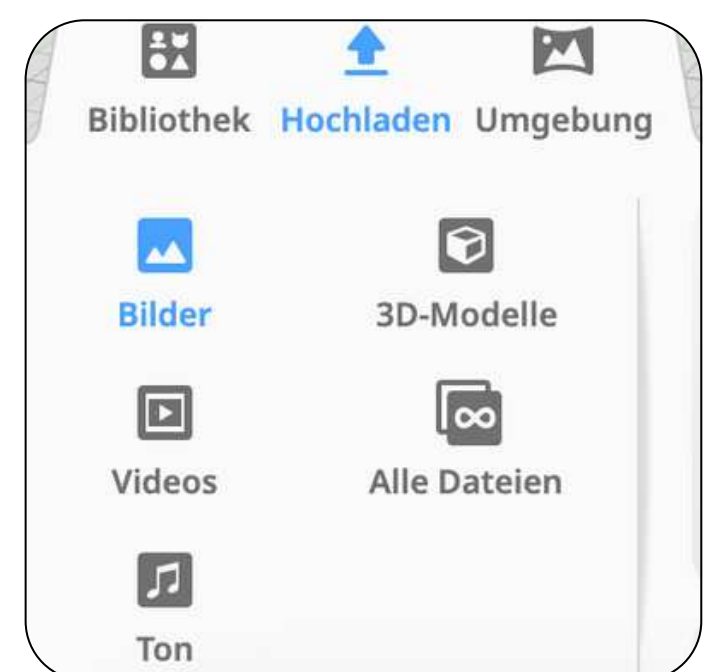 Bibliothek Hochladen Umgebung
Bilder 3D-Modelle
Videos Alle Dateien
Ton